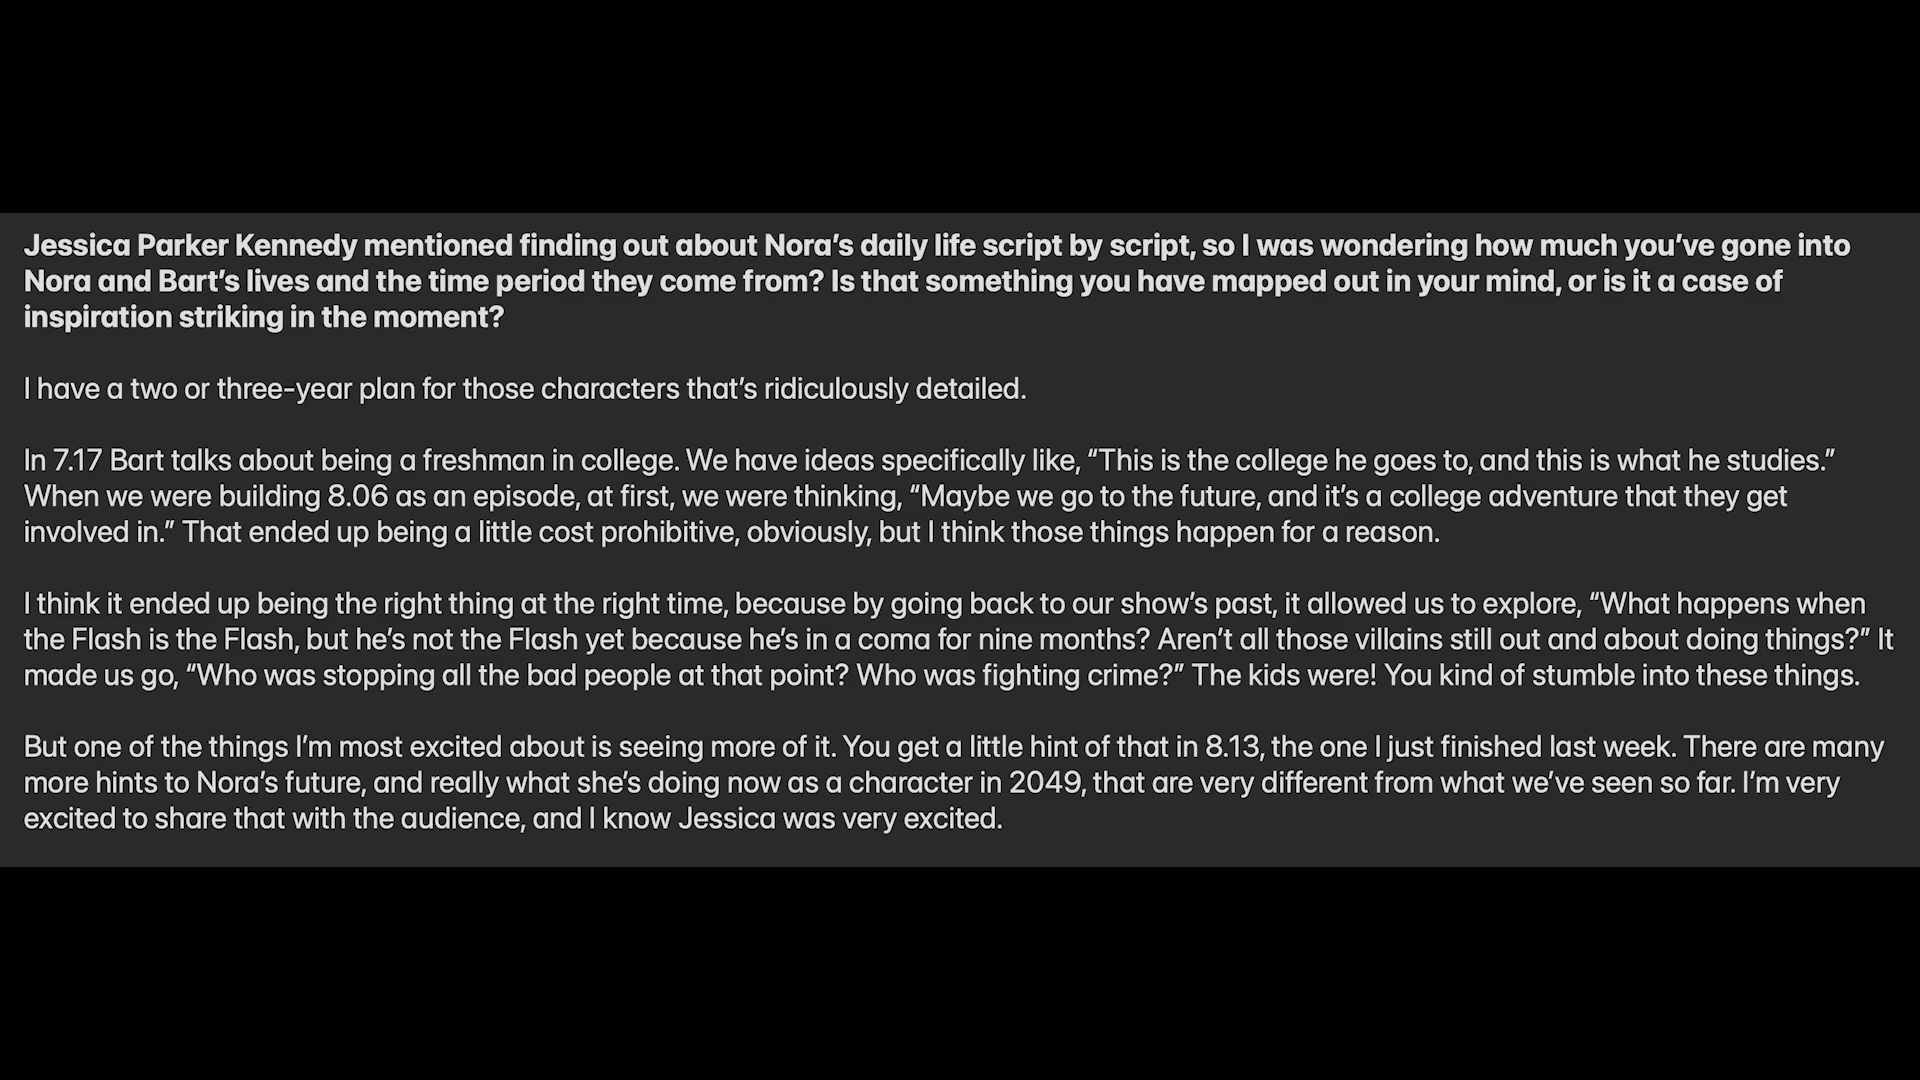 Jessica Parker Kennedy mentioned finding out about Nora’s daily life script by script, so I was wondering how much you’ve gone into
Nora and Bart’s lives and the time period they come from? Is that something you have mapped out in your mind, or is it a case of
inspiration striking in the moment?
I have a two or three-year plan for those characters that’s ridiculously detailed.
In 7.17 Bart talks about being a freshman in college. We have ideas specifically like, “This is the college he goes to, and this is what he studies.”
When we were building 8.06 as an episode, at first, we were thinking, “Maybe we go to the future, and it’s a college adventure that they get
involved in.” That ended up being a little cost prohibitive, obviously, but I think those things happen for a reason.
I think it ended up being the right thing at the right time, because by going back to our show’s past, it allowed us to explore, “What happens when
the Flash is the Flash, but he’s not the Flash yet because he’s in a coma for nine months? Aren’t all those villains still out and about doing things?” It
made us go, “Who was stopping all the bad people at that point? Who was fighting crime?” The kids were! You kind of stumble into these things.
But one of the things I’m most excited about is seeing more of it. You get a little hint of that in 8.13, the one I just finished last week. There are many
more hints to Nora’s future, and really what she’s doing now as a character in 2049, that are very different from what we’ve seen so far. I’m very
excited to share that with the audience, and I know Jessica was very excited.